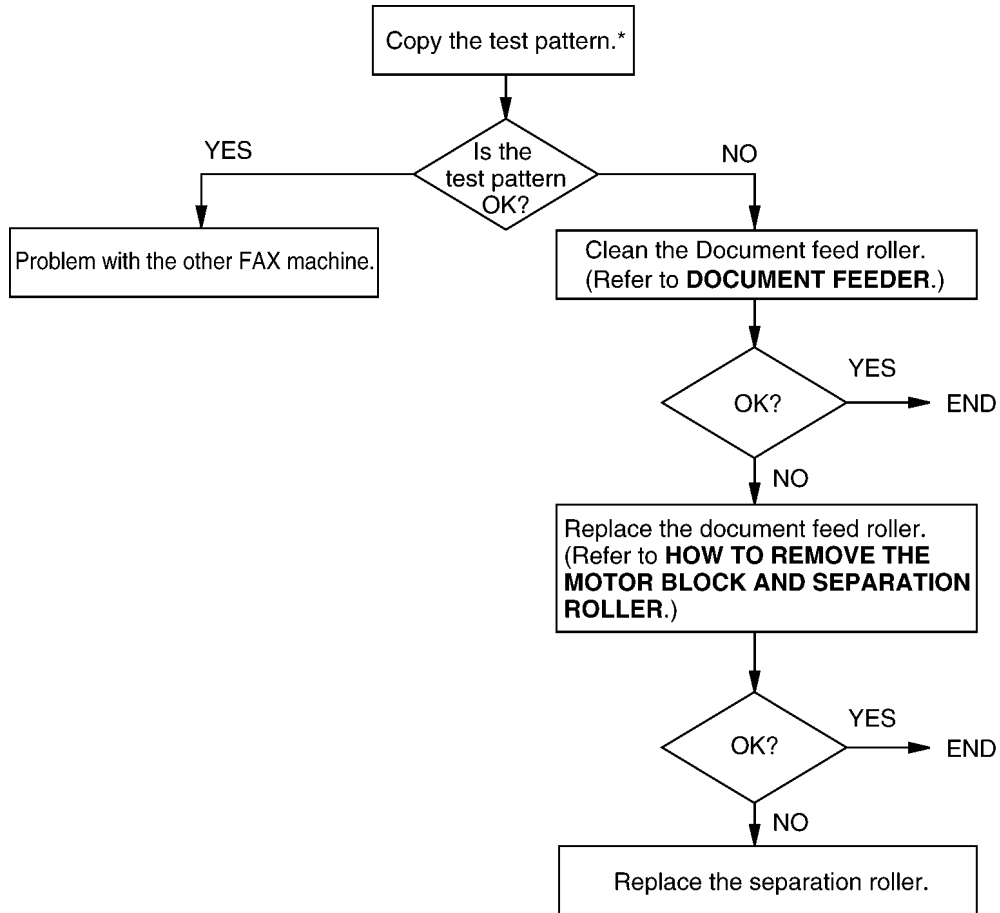 Copy the test pattern.*
Is the
test pattern
OK?
YES
NO
Problem with the other FAX machine.
Clean the Document feed roller.
(Refer to DOCUMENT FEEDER.)
OK?
YES
END
NO
Replace the document feed roller.
(Refer to HOW TO REMOVE THE
MOTOR BLOCK AND SEPARATION
ROLLER.)
OK?
YES
END
NO
Replace the separation roller.